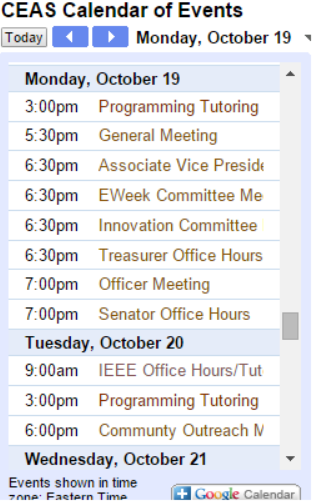 CEAS Calendar of Events
Today Monday, October 19
Monday, October 19
3:00pm Programming Tutoring
5:30pm General Meeting
6:30pm Associate Vice Preside
6:30pm EWeek Committee Me
6:30pm Innovation Committee
6:30pm Treasurer Office Hours
7:00pm Officer Meeting
7:00pm Senator Office Hours
Tuesday, October 20
9:00am IEEE Office Hours/Tut
3:00pm Programming Tutoring
6:00pm Communty Outreach M
Wednesday, October 21
Events shown in time
zone: Eastern Time
Google Calendar